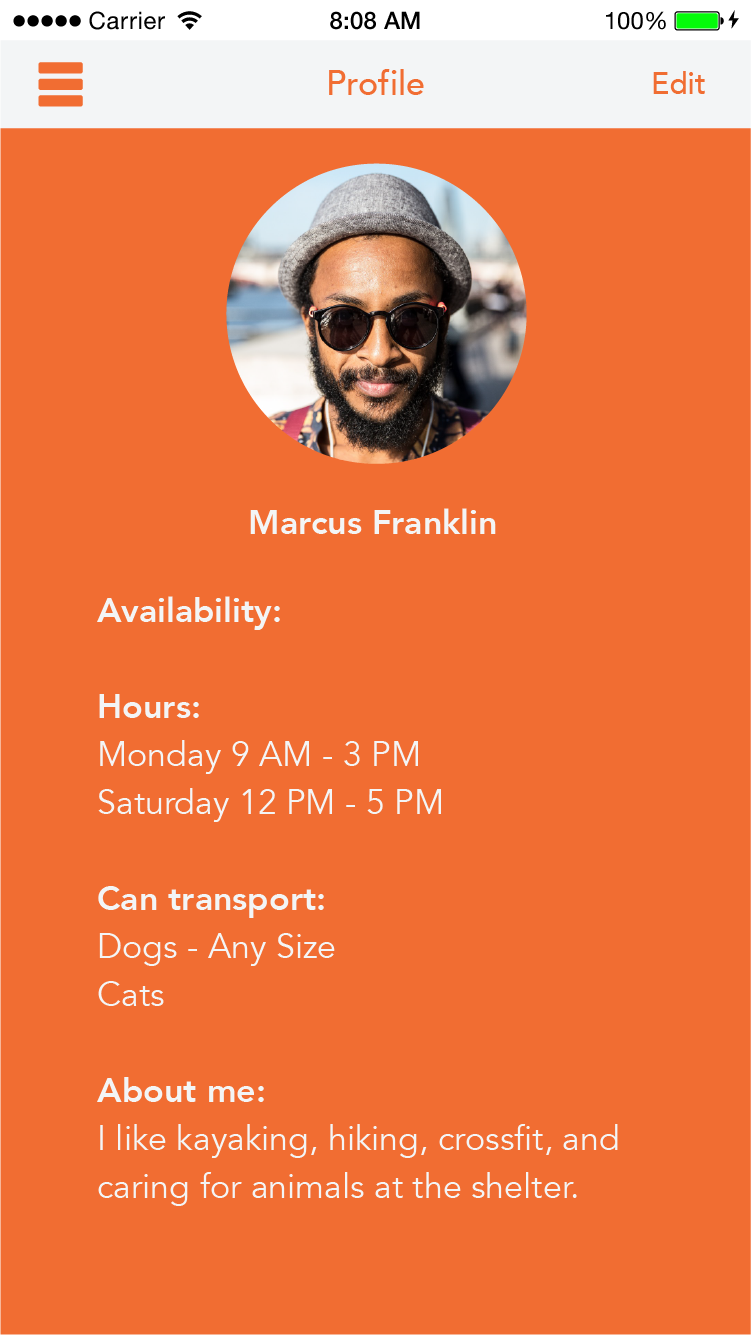 Carrier 8:08 AM 100%
Profile Edit
Marcus Franklin
Availability:
Hours:
Monday 9 AM - 3 PM
Saturday 12 PM - 5 PM
Can transport:
Dogs - Any Size
Cats
About me:
I like kayaking, hiking, crossfit, and
caring for animals at the shelter.